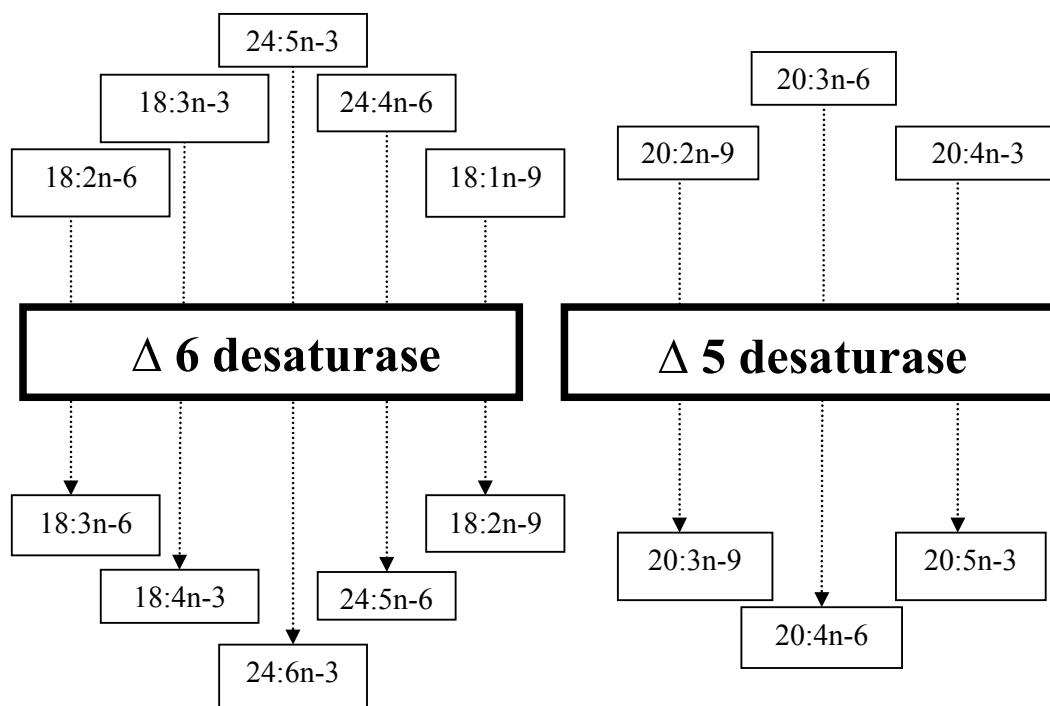 24:5n-3
18:3n-3
24:4n-6
18:2n-6
18:1n-9
Δ 6 desaturase
18:3n-6
18:2n-9
18:4n-3
24:5n-6
24:6n-3
20:3n-6
20:2n-9
20:4n-3
Δ 5 desaturase
20:3n-9
20:5n-3
20:4n-6